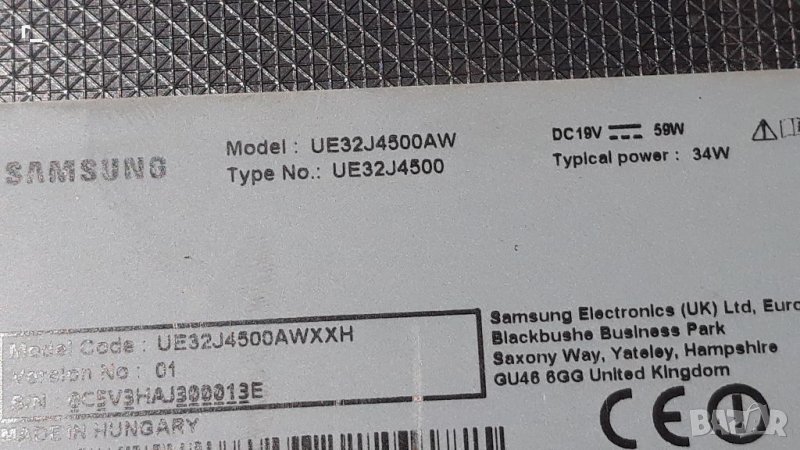 SAMSUNG
Model : UE32J4500AW
Type No.: UE32J4500
DC19V 59W
Typical power : 34W
Model Code : UE32J4500AWXXH
Version No : 01
S/N :
MADE IN HUNGARY
Samsung Electronics (UK) Ltd, Euro
Blackbushe Business Park
Saxony Way, Yateley, Hampshire
GU46 6GG United Kingdom
CE
BAZAR